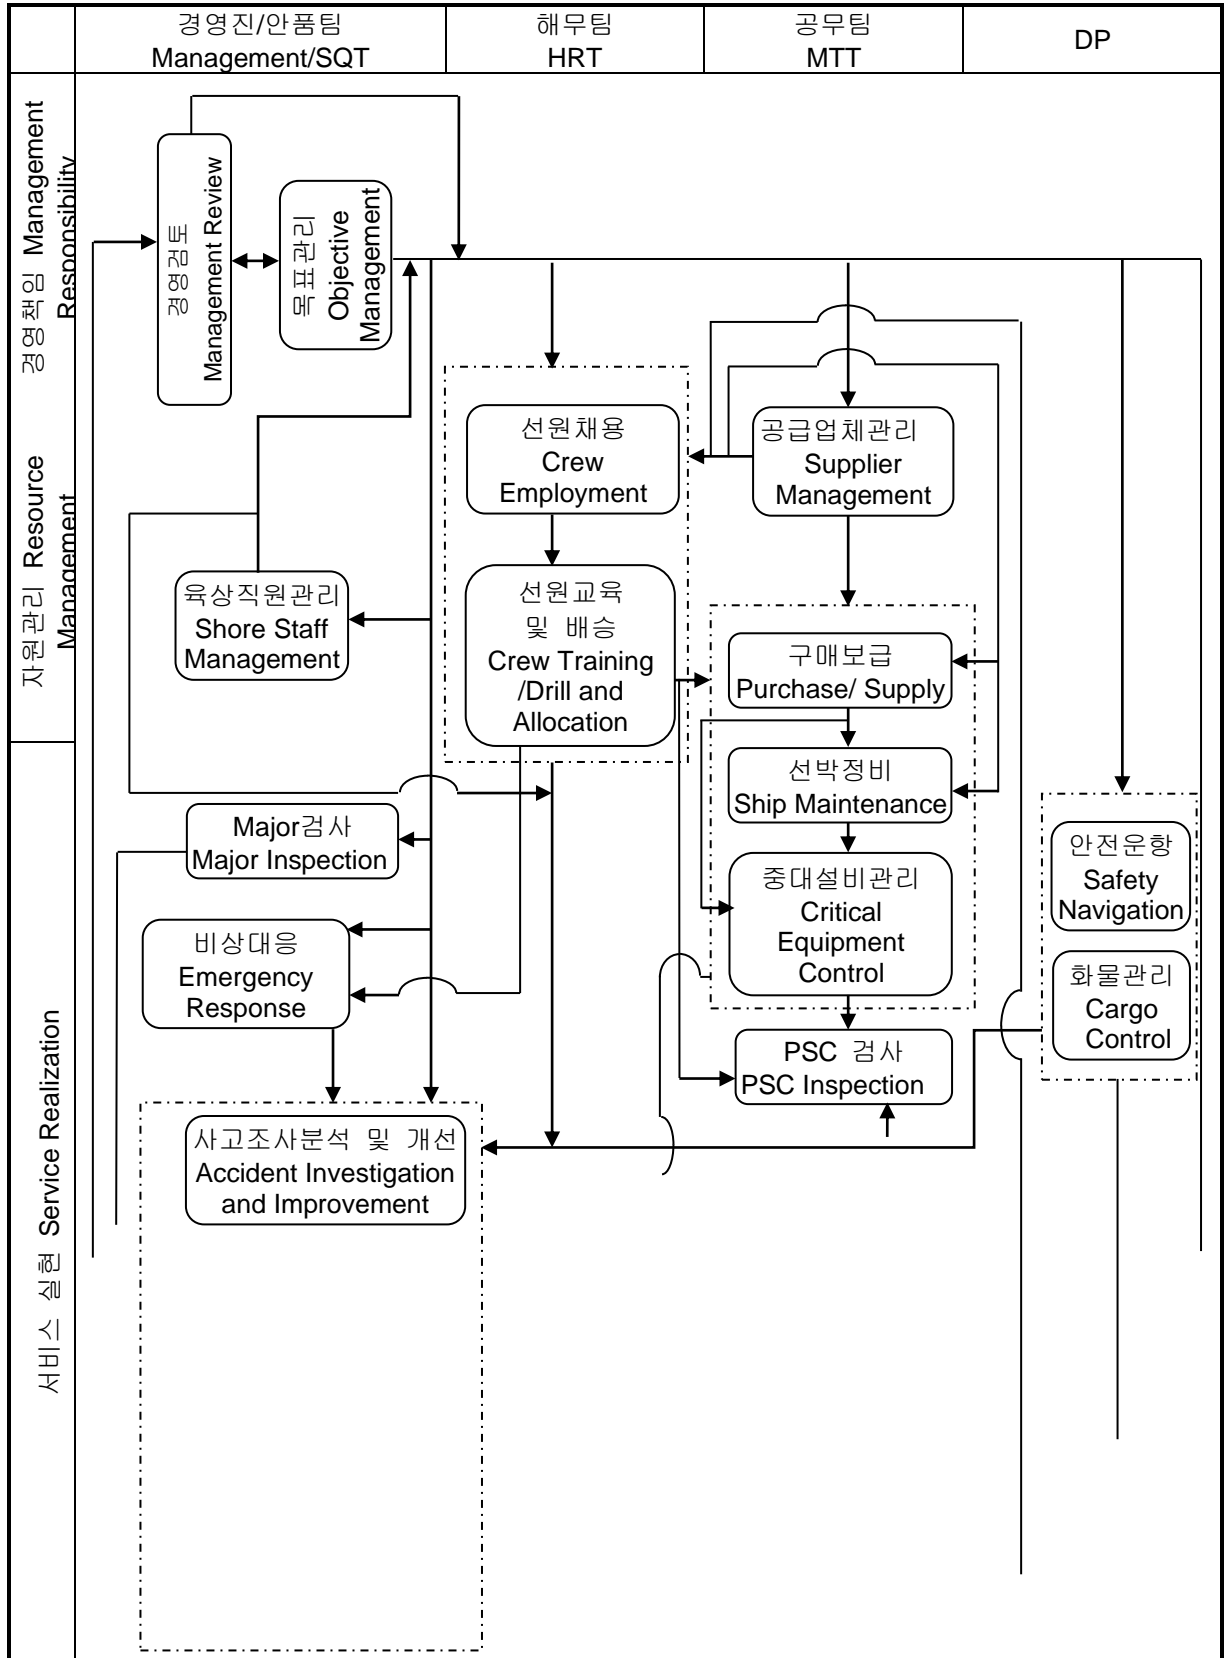 경영진/안품팀
Management/SQT
해무팀
HRT
공무팀
MTT
DP
경영책임 Management
Responsibility
경영검토
Management Review
목표관리
Objective
Management
선원채용
Crew
Employment
공급업체관리
Supplier
Management
자원관리 Resource
Management
육상직원관리
Shore Staff
Management
선원교육
및 배승
Crew Training
/Drill and
Allocation
구매보급
Purchase/ Supply
선박정비
Ship Maintenance
Major검사
Major Inspection
중대설비관리
Critical
Equipment
Control
안전운항
Safety
Navigation
비상대응
Emergency
Response
화물관리
Cargo
Control
PSC 검사
PSC Inspection
서비스 실현 Service Realization
사고조사분석 및 개선
Accident Investigation
and Improvement